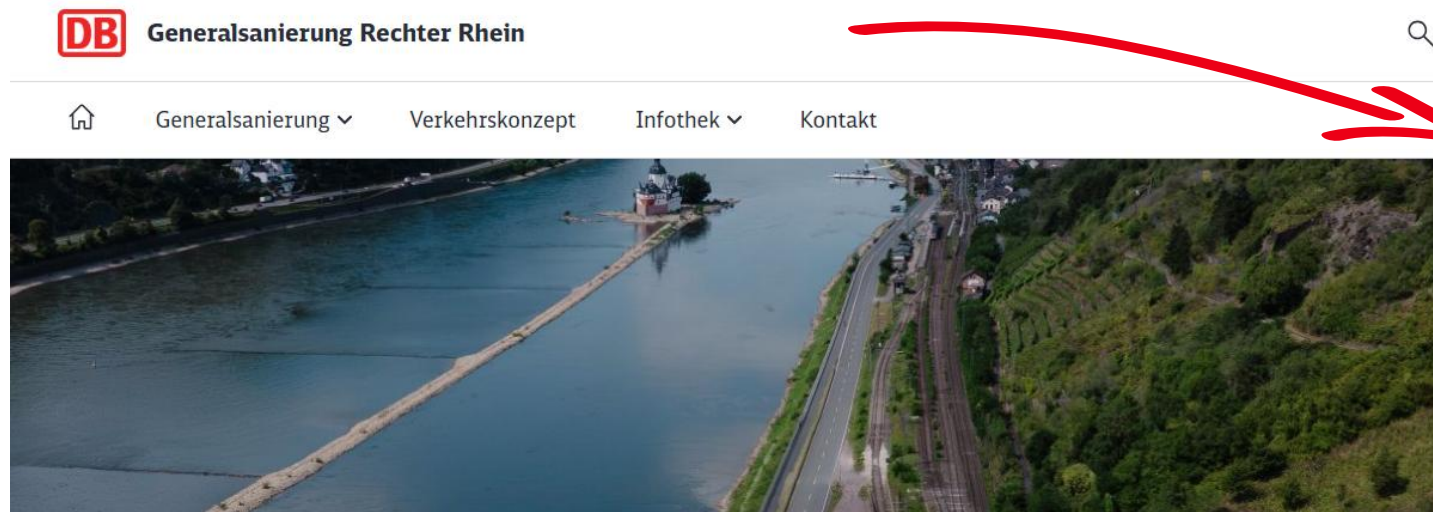 DB Generalsanierung Rechter Rhein
Generalsanierung Verkehrskonzept Infothek Kontakt